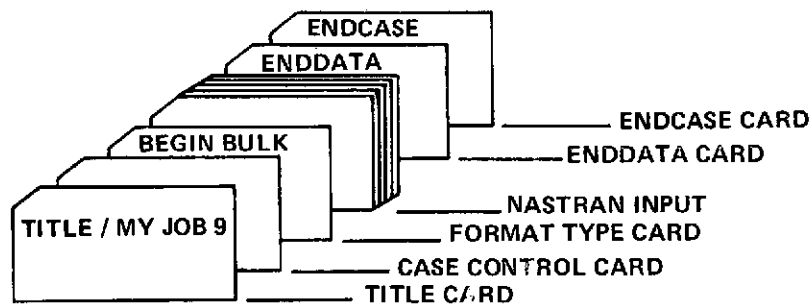 ENDCASE
ENDDATA
BEGIN BULK
TITLE / MY JOB 9
ENDCASE CARD
ENDDATA CARD
NASTRAN INPUT
FORMAT TYPE CARD
CASE CONTROL CARD
TITLE CARD